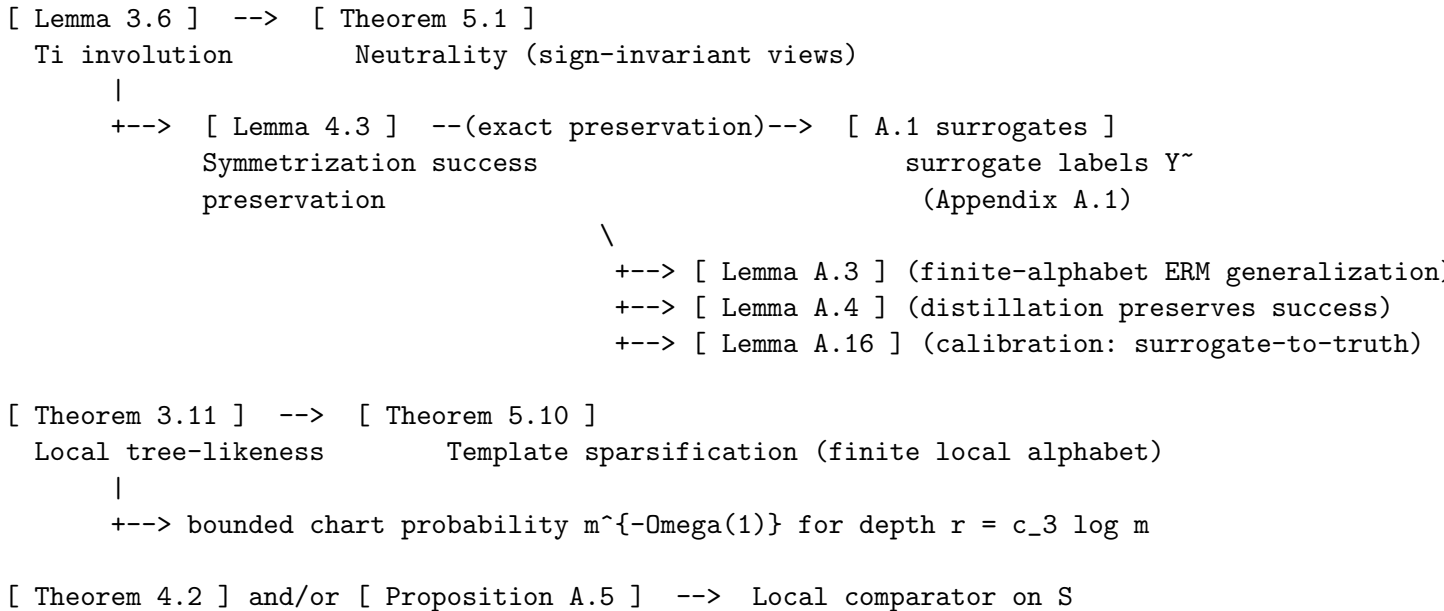 [ Lemma 3.6 ]  -->  [ Theorem 5.1 ]
  Ti involution          Neutrality (sign-invariant views)
       |
       +-->  [ Lemma 4.3 ]  --(exact preservation)-->  [ A.1 surrogates ]
             Symmetrization success                        surrogate labels Y~
             preservation                                   (Appendix A.1)
                                       \
                                        +--> [ Lemma A.3 ] (finite-alphabet ERM generalization)
                                        +--> [ Lemma A.4 ] (distillation preserves success)
                                        +--> [ Lemma A.16 ] (calibration: surrogate-to-truth)
[ Theorem 3.11 ]  -->  [ Theorem 5.10 ]
  Local tree-likeness        Template sparsification (finite local alphabet)
       |
       +--> bounded chart probability m^{-Omega(1)} for depth r = c_3 log m
[ Theorem 4.2 ] and/or [ Proposition A.5 ]  -->  Local comparator on S